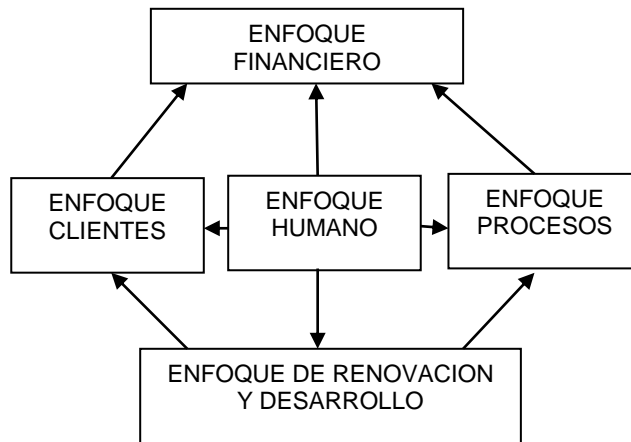 ENFOQUE
FINANCIERO
ENFOQUE
CLIENTES
ENFOQUE
HUMANO
ENFOQUE
PROCESOS
ENFOQUE DE RENOVACION
Y DESARROLLO